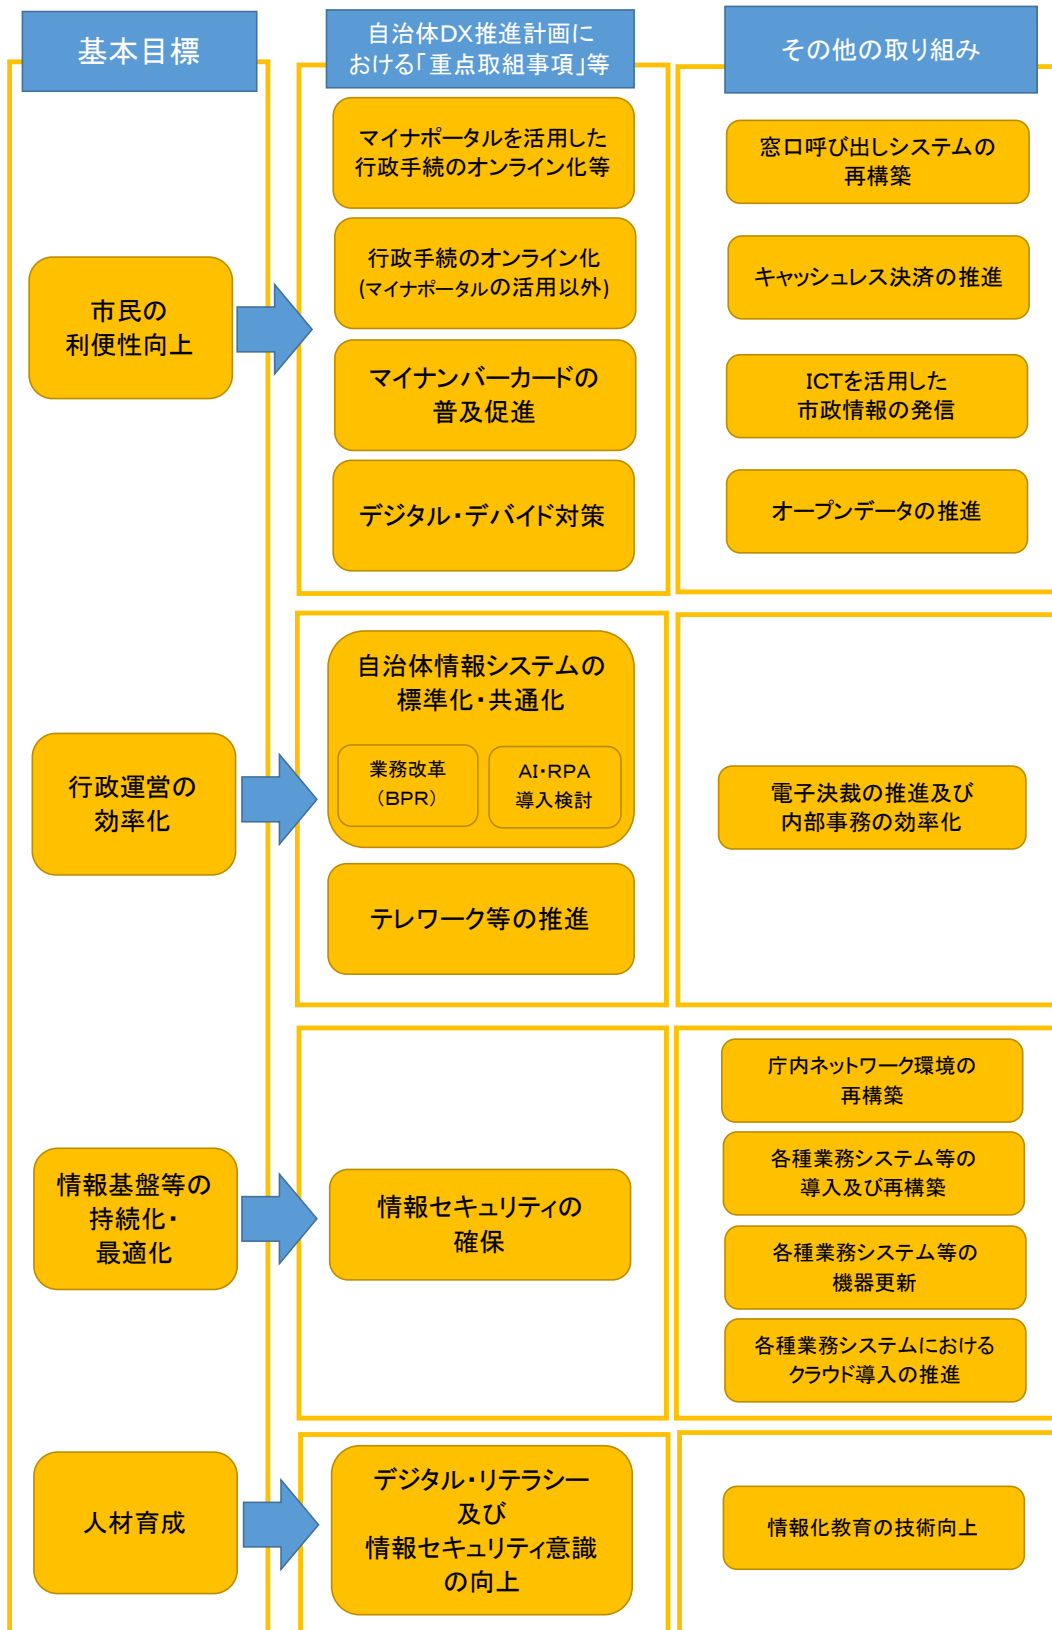 基本目標
自治体DX推進計画に
おける「重点取組事項」等
その他の取り組み
市民の
利便性向上
マイナポータルを活用した
行政手続のオンライン化等
行政手続のオンライン化
(マイナポータルの活用以外)
マイナンバーカードの
普及促進
デジタル・デバイド対策
窓口呼び出しシステムの
再構築
キャッシュレス決済の推進
ICTを活用した
市政情報の発信
オープンデータの推進
行政運営の
効率化
自治体情報システムの
標準化・共通化
業務改革
(BPR)
AI・RPA
導入検討
テレワーク等の推進
電子決裁の推進及び
内部事務の効率化
情報基盤等の
持続化・
最適化
情報セキュリティの
確保
庁内ネットワーク環境の
再構築
各種業務システム等の
導入及び再構築
各種業務システム等の
機器更新
各種業務システムにおける
クラウド導入の推進
人材育成
デジタル・リテラシー
及び
情報セキュリティ意識
の向上
情報化教育の技術向上